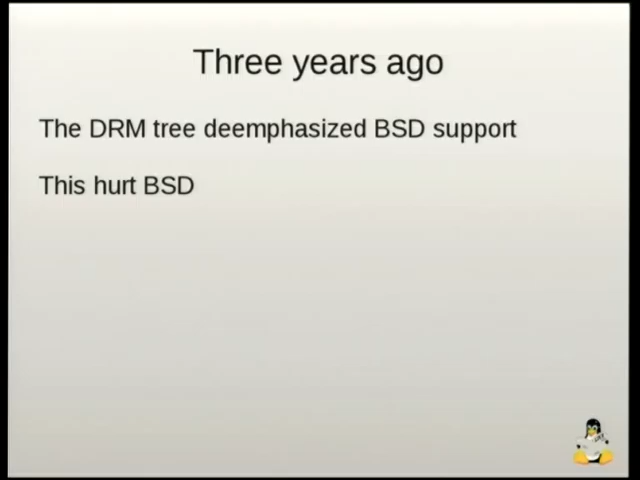 Three years ago
The DRM tree deemphasized BSD support
This hurt BSD